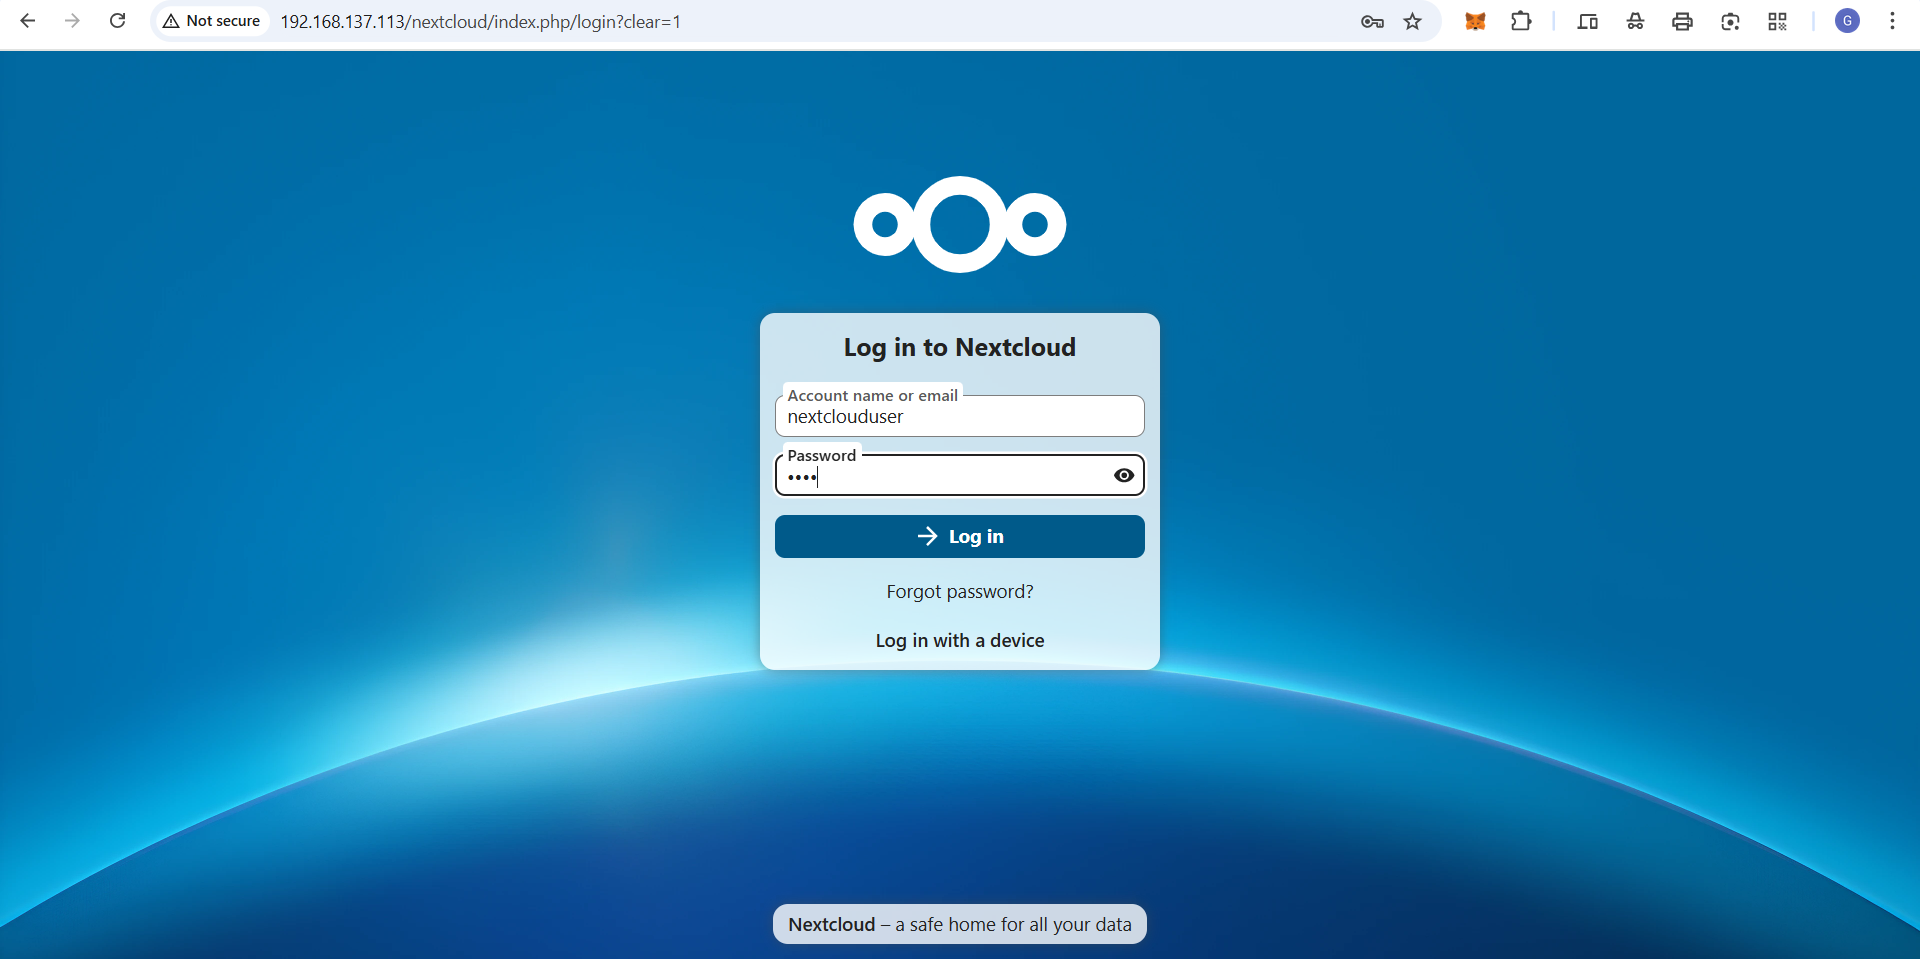 Not secure
192.168.137.113/nextcloud/index.php/login?clear=1
G
Log in to Nextcloud
Account name or email
nextclouduser
Password
••••
Log in
Forgot password?
Log in with a device
Nextcloud – a safe home for all your data